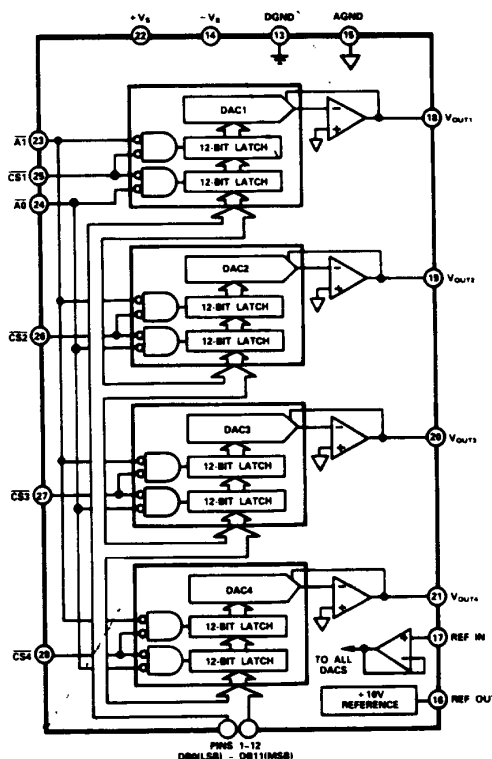 +VS -VS DGND AGND
22 14 13 15
DAC1
A1 23
12-BIT LATCH
18 VOUT1
CS1 25
12-BIT LATCH
A0 24
DAC2
19 VOUT2
12-BIT LATCH
CS2 26
12-BIT LATCH
DAC3
20 VOUT3
12-BIT LATCH
CS3 27
12-BIT LATCH
DAC4
21 VOUT4
12-BIT LATCH
17 REF IN
CS4 28
12-BIT LATCH
TO ALL
DACS
+10V
REFERENCE
16 REF OUT
PINS 1-12
DB0(LSB) - DB11(MSB)